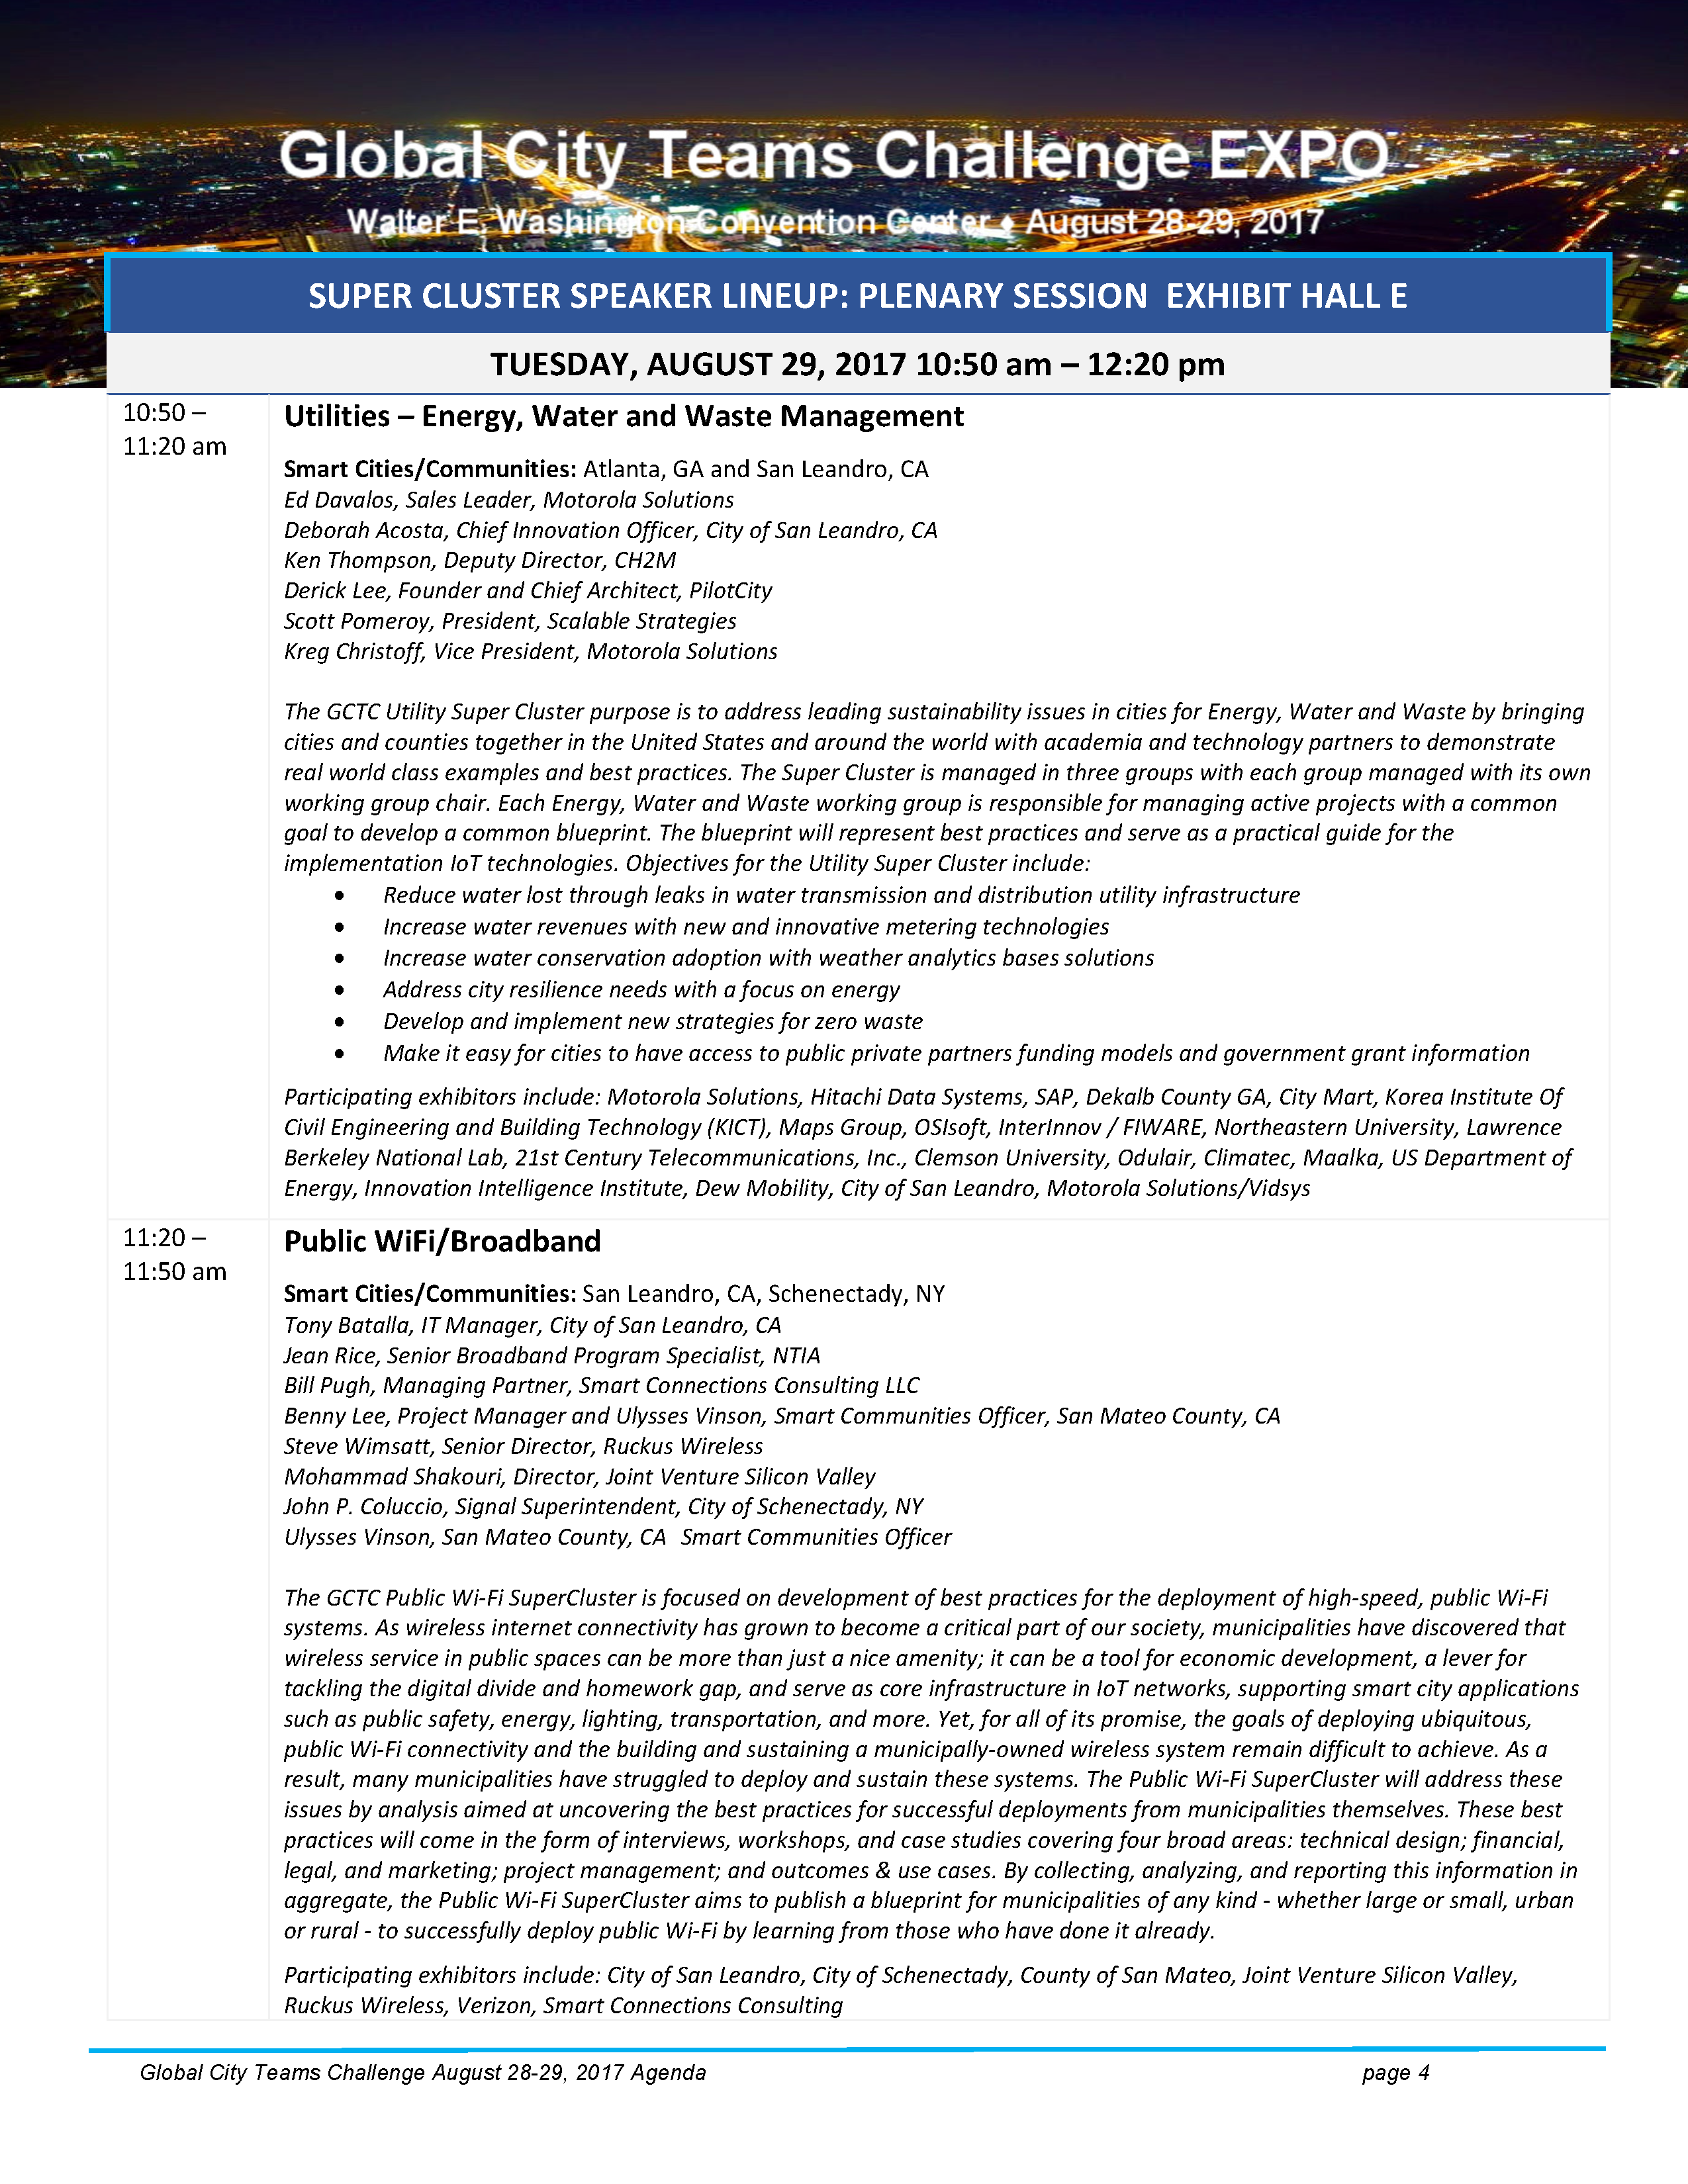 Global City Teams Challenge EXPO
Walter E. Washington Convention Center ♦ August 28-29, 2017
SUPER CLUSTER SPEAKER LINEUP: PLENARY SESSION  EXHIBIT HALL E
TUESDAY, AUGUST 29, 2017 10:50 am – 12:20 pm
10:50 –
11:20 am
Utilities – Energy, Water and Waste Management
Smart Cities/Communities: Atlanta, GA and San Leandro, CA
Ed Davalos, Sales Leader, Motorola Solutions
Deborah Acosta, Chief Innovation Officer, City of San Leandro, CA
Ken Thompson, Deputy Director, CH2M
Derick Lee, Founder and Chief Architect, PilotCity
Scott Pomeroy, President, Scalable Strategies
Kreg Christoff, Vice President, Motorola Solutions
The GCTC Utility Super Cluster purpose is to address leading sustainability issues in cities for Energy, Water and Waste by bringing
cities and counties together in the United States and around the world with academia and technology partners to demonstrate
real world class examples and best practices. The Super Cluster is managed in three groups with each group managed with its own
working group chair. Each Energy, Water and Waste working group is responsible for managing active projects with a common
goal to develop a common blueprint. The blueprint will represent best practices and serve as a practical guide for the
implementation IoT technologies. Objectives for the Utility Super Cluster include:
• Reduce water lost through leaks in water transmission and distribution utility infrastructure
• Increase water revenues with new and innovative metering technologies
• Increase water conservation adoption with weather analytics bases solutions
• Address city resilience needs with a focus on energy
• Develop and implement new strategies for zero waste
• Make it easy for cities to have access to public private partners funding models and government grant information
Participating exhibitors include: Motorola Solutions, Hitachi Data Systems, SAP, Dekalb County GA, City Mart, Korea Institute Of
Civil Engineering and Building Technology (KICT), Maps Group, OSIsoft, InterInnov / FIWARE, Northeastern University, Lawrence
Berkeley National Lab, 21st Century Telecommunications, Inc., Clemson University, Odulair, Climatec, Maalka, US Department of
Energy, Innovation Intelligence Institute, Dew Mobility, City of San Leandro, Motorola Solutions/Vidsys
11:20 –
11:50 am
Public WiFi/Broadband
Smart Cities/Communities: San Leandro, CA, Schenectady, NY
Tony Batalla, IT Manager, City of San Leandro, CA
Jean Rice, Senior Broadband Program Specialist, NTIA
Bill Pugh, Managing Partner, Smart Connections Consulting LLC
Benny Lee, Project Manager and Ulysses Vinson, Smart Communities Officer, San Mateo County, CA
Steve Wimsatt, Senior Director, Ruckus Wireless
Mohammad Shakouri, Director, Joint Venture Silicon Valley
John P. Coluccio, Signal Superintendent, City of Schenectady, NY
Ulysses Vinson, San Mateo County, CA  Smart Communities Officer
The GCTC Public Wi-Fi SuperCluster is focused on development of best practices for the deployment of high-speed, public Wi-Fi
systems. As wireless internet connectivity has grown to become a critical part of our society, municipalities have discovered that
wireless service in public spaces can be more than just a nice amenity; it can be a tool for economic development, a lever for
tackling the digital divide and homework gap, and serve as core infrastructure in IoT networks, supporting smart city applications
such as public safety, energy, lighting, transportation, and more. Yet, for all of its promise, the goals of deploying ubiquitous,
public Wi-Fi connectivity and the building and sustaining a municipally-owned wireless system remain difficult to achieve. As a
result, many municipalities have struggled to deploy and sustain these systems. The Public Wi-Fi SuperCluster will address these
issues by analysis aimed at uncovering the best practices for successful deployments from municipalities themselves. These best
practices will come in the form of interviews, workshops, and case studies covering four broad areas: technical design; financial,
legal, and marketing; project management; and outcomes & use cases. By collecting, analyzing, and reporting this information in
aggregate, the Public Wi-Fi SuperCluster aims to publish a blueprint for municipalities of any kind - whether large or small, urban
or rural - to successfully deploy public Wi-Fi by learning from those who have done it already.
Participating exhibitors include: City of San Leandro, City of Schenectady, County of San Mateo, Joint Venture Silicon Valley,
Ruckus Wireless, Verizon, Smart Connections Consulting
Global City Teams Challenge August 28-29, 2017 Agenda page 4